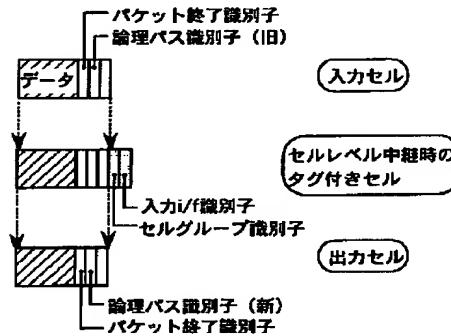 パケット終了識別子
論理パス識別子（旧）
データ
入力セル
セルレベル中継時の
タグ付きセル
入力i/f識別子
セルグループ識別子
出力セル
論理パス識別子（新）
パケット終了識別子